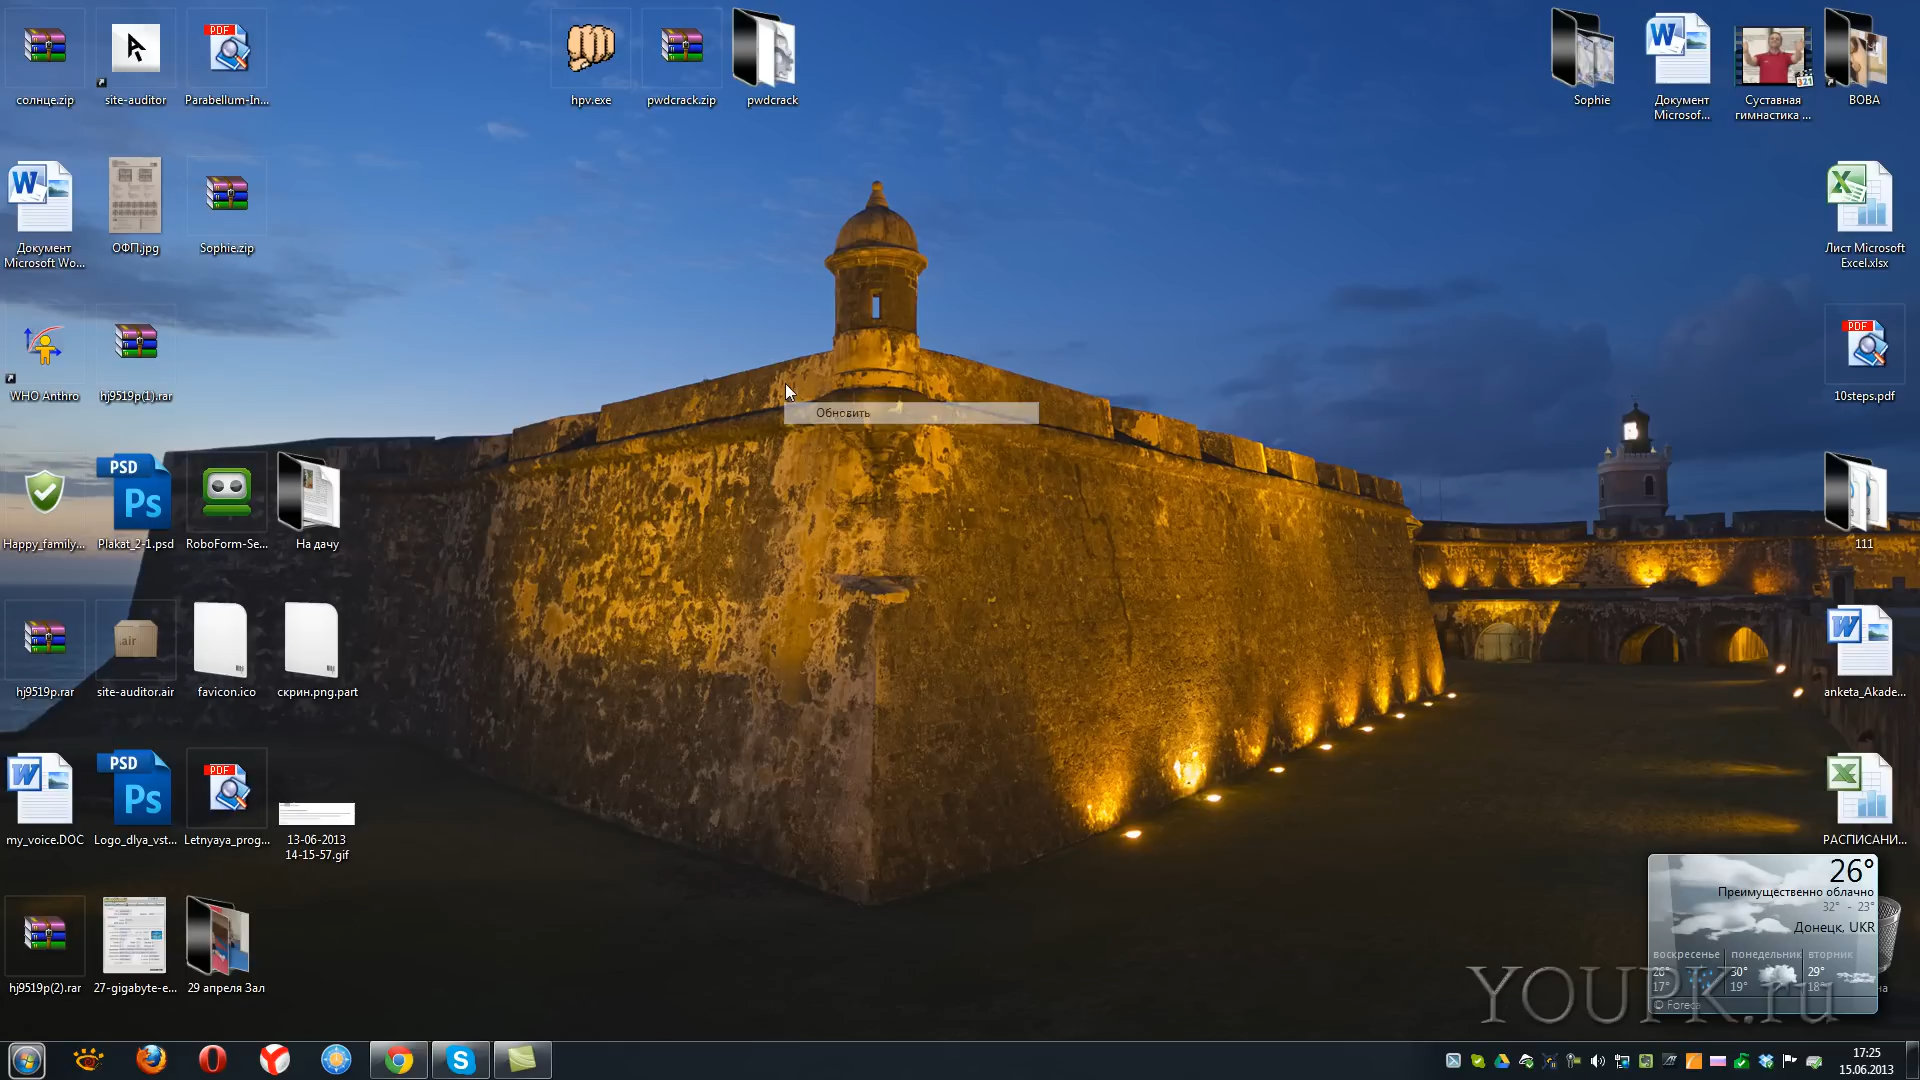 солнце.zip
site-auditor
Parabellum-In...
hpv.exe
pwdcrack.zip
pwdcrack
Sophie
Документ
Microsof...
Суставная
гимнастика ...
ВОВА
Документ
Microsoft Wo...
ОФП.jpg
Sophie.zip
Лист Microsoft
Excel.xlsx
WHO Anthro
hj9519p(1).rar
10steps.pdf
Обновить
Happy_family...
Plakat_2-1.psd
RoboForm-Se...
На дачу
111
hj9519p.rar
site-auditor.air
favicon.ico
скрин.png.part
anketa_Akade...
my_voice.DOC
Logo_dlya_vst...
Letnyaya_prog...
13-06-2013
14-15-57.gif
РАСПИСАНИ...
hj9519p(2).rar
27-gigabyte-e...
29 апреля Зал
26°
Преимущественно облачно
32° - 23°
Донецк, UKR
воскресенье понедельник вторник
26° 30° 29°
17° 19° 18°
© Foreca
YOUPK.ru
17:25
15.06.2013